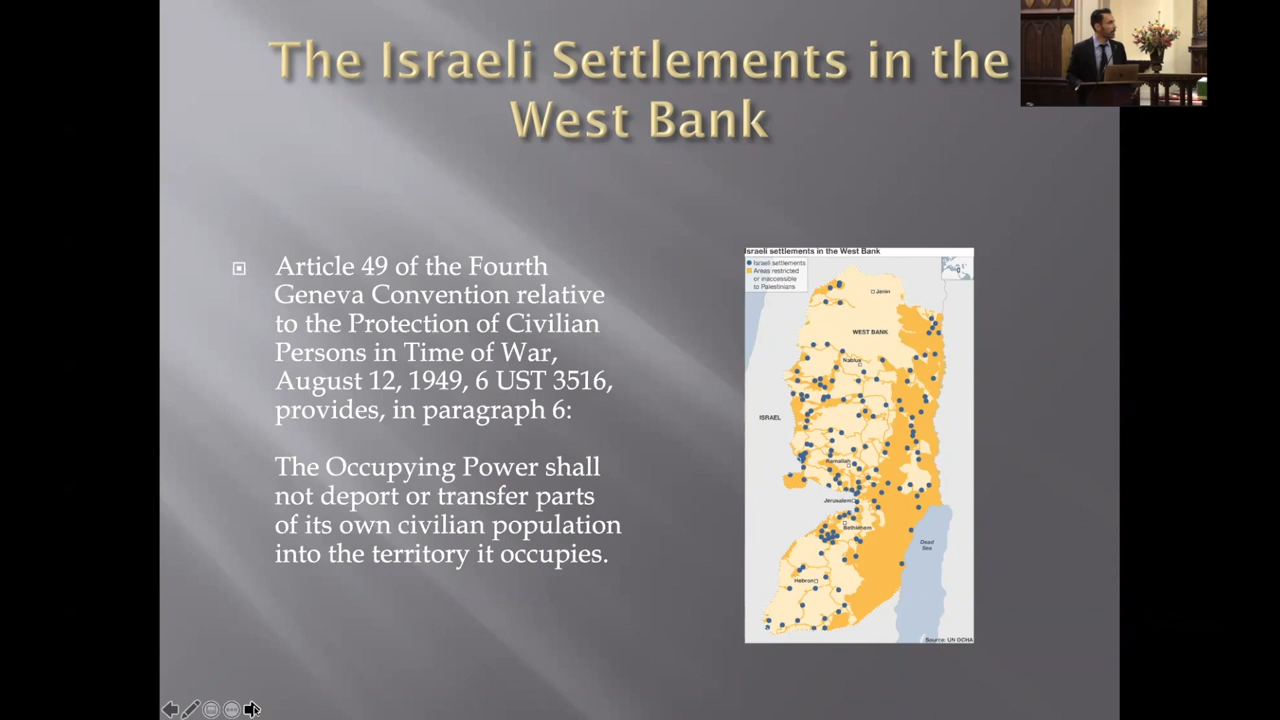 The Israeli Settlements in the
West Bank
Article 49 of the Fourth
Geneva Convention relative
to the Protection of Civilian
Persons in Time of War,
August 12, 1949, 6 UST 3516,
provides, in paragraph 6:
The Occupying Power shall
not deport or transfer parts
of its own civilian population
into the territory it occupies.
Israeli settlements in the West Bank
Israeli settlements
Areas restricted
or inaccessible
to Palestinians
Jenin
WEST BANK
Nablus
ISRAEL
Ramallah
Jerusalem
Bethlehem
Dead
Sea
Hebron
Source: UN OCHA